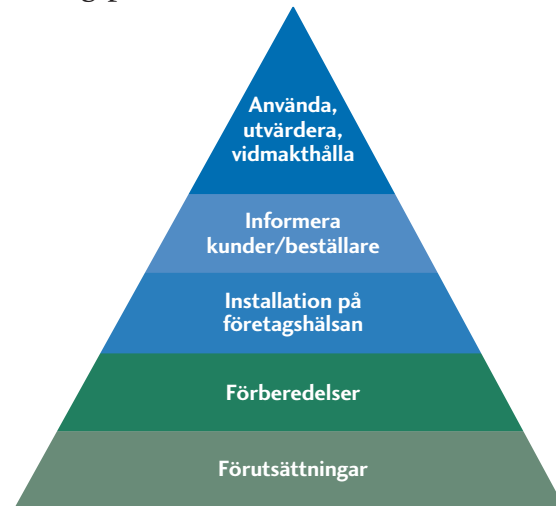 Använda,
utvärdera,
vidmakthålla
Informera
kunder/beställare
Installation på
företagshälsan
Förberedelser
Förutsättningar